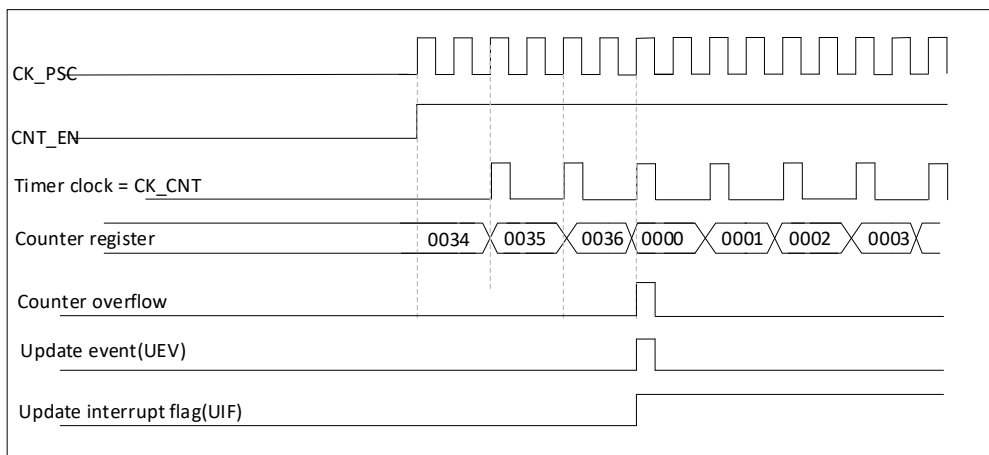 CK_PSC
CNT_EN
Timer clock = CK_CNT
Counter register
0034 0035 0036 0000 0001 0002 0003
Counter overflow
Update event(UEV)
Update interrupt flag(UIF)